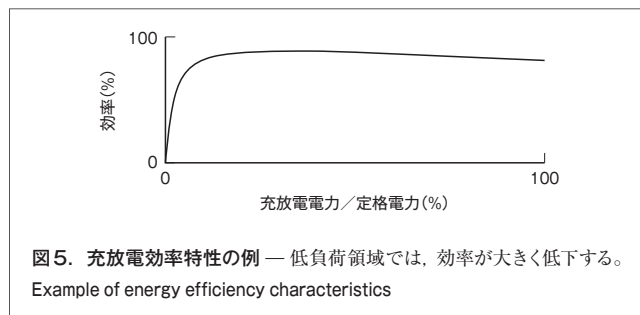 100
効率(%)
0
0
100
充放電電力／定格電力(%)
図5. 充放電効率特性の例 — 低負荷領域では，効率が大きく低下する。
Example of energy efficiency characteristics